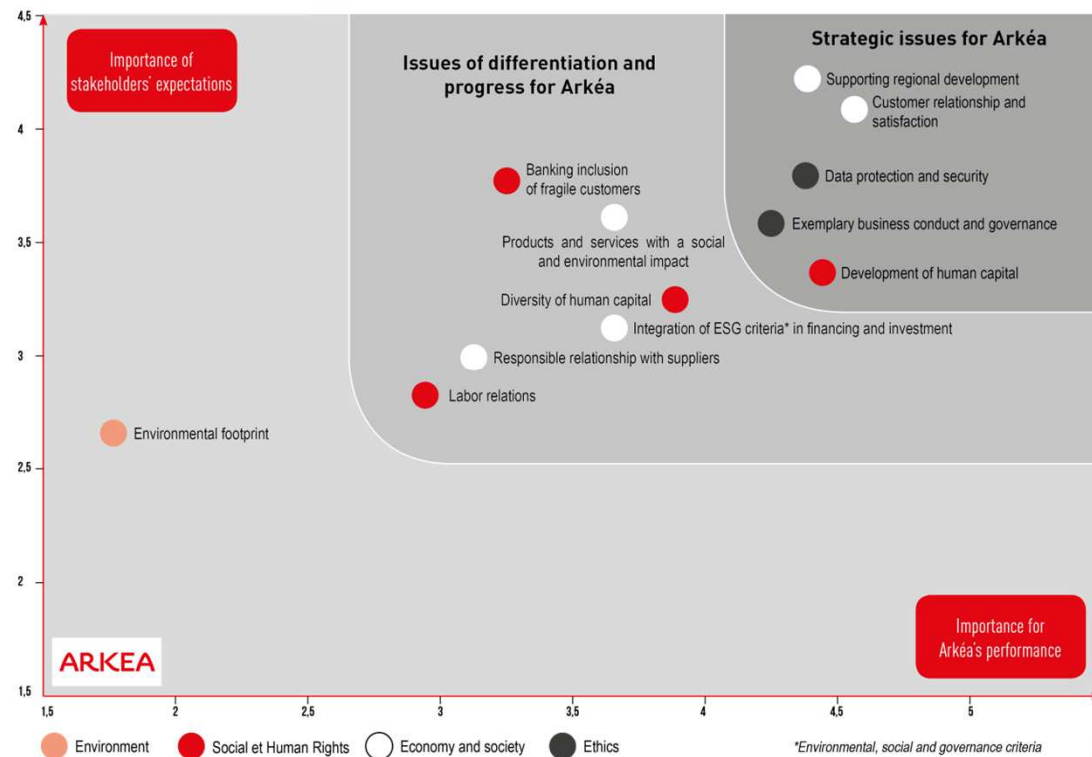 4,5
4
3,5
3
2,5
2
1,5
Importance of
stakeholders' expectations
Issues of differentiation and
progress for Arkéa
Strategic issues for Arkéa
Supporting regional development
Customer relationship and
satisfaction
Banking inclusion
of fragile customers
Data protection and security
Products and services with a social
and environmental impact
Exemplary business conduct and governance
Development of human capital
Diversity of human capital
Integration of ESG criteria* in financing and investment
Responsible relationship with suppliers
Labor relations
Environmental footprint
Importance for
Arkéa's performance
ARKEA
1,5 2 2,5 3 3,5 4 4,5 5
Environment Social et Human Rights Economy and society Ethics
*Environmental, social and governance criteria